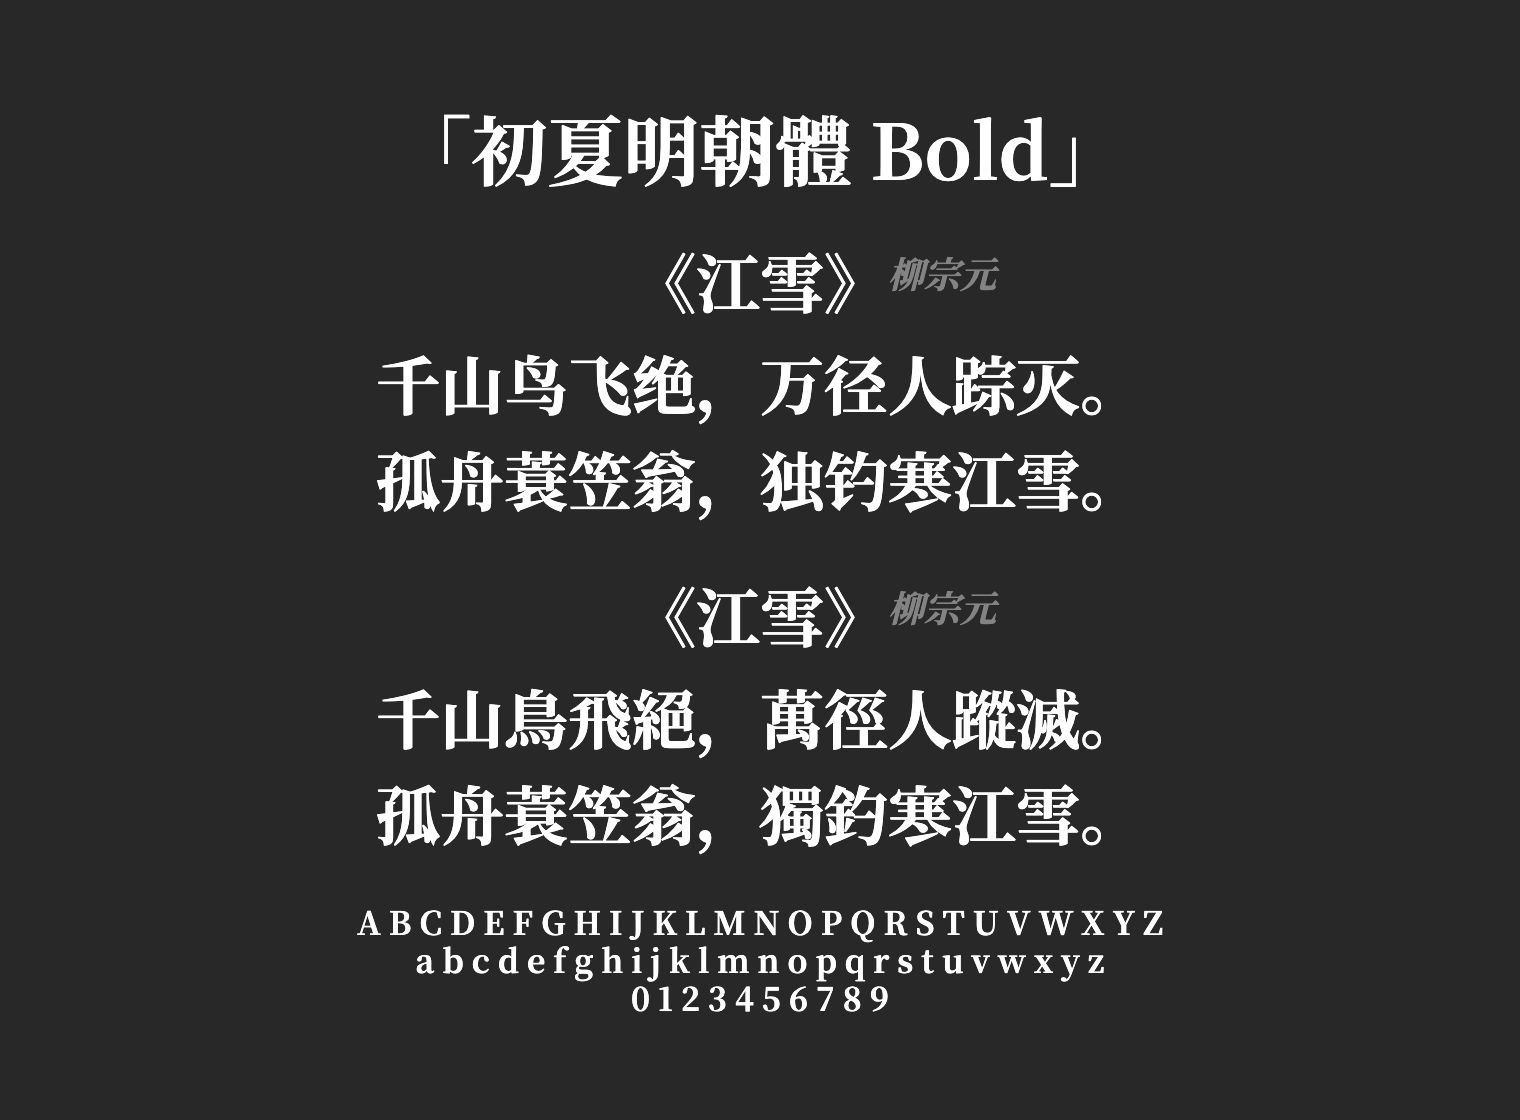 「初夏明朝體 Bold」
《江雪》 柳宗元
千山鸟飞绝，万径人踪灭。
孤舟蓑笠翁，独钓寒江雪。
《江雪》 柳宗元
千山鳥飛絕，萬徑人蹤滅。
孤舟蓑笠翁，獨釣寒江雪。
A B C D E F G H I J K L M N O P Q R S T U V W X Y Z
a b c d e f g h i j k l m n o p q r s t u v w x y z
0 1 2 3 4 5 6 7 8 9